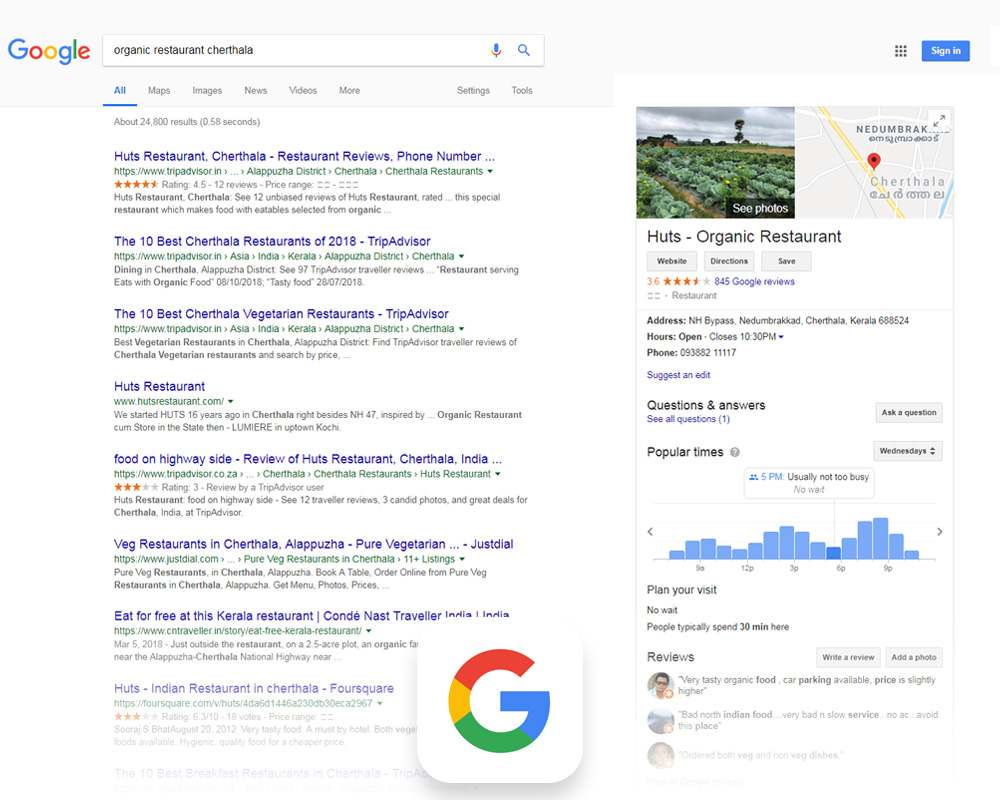 Google
organic restaurant cherthala
Sign in
All Maps Images News Videos More Settings Tools
About 24,800 results (0.58 seconds)
Huts Restaurant, Cherthala - Restaurant Reviews, Phone Number ...
https://www.tripadvisor.in › ... › Alappuzha District › Cherthala › Cherthala Restaurants
Rating: 4.5 - 12 reviews - Price range:
Huts Restaurant, Cherthala: See 12 unbiased reviews of Huts Restaurant, rated ... this special
restaurant which makes food with eatables selected from organic ...
The 10 Best Cherthala Restaurants of 2018 - TripAdvisor
https://www.tripadvisor.in › Asia › India › Kerala › Alappuzha District › Cherthala
Dining in Cherthala, Alappuzha District: See 97 TripAdvisor traveller reviews ... "Restaurant serving
Eats with Organic Food" 08/10/2018; "Tasty food" 28/07/2018.
The 10 Best Cherthala Vegetarian Restaurants - TripAdvisor
https://www.tripadvisor.in › Asia › India › Kerala › Alappuzha District › Cherthala
Best Vegetarian Restaurants in Cherthala, Alappuzha District: Find TripAdvisor traveller reviews of
Cherthala Vegetarian restaurants and search by price, ...
Huts Restaurant
www.hutsrestaurant.com/
We started HUTS 16 years ago in Cherthala right besides NH 47, inspired by ... Organic Restaurant
cum Store in the State then - LUMIERE in uptown Kochi.
food on highway side - Review of Huts Restaurant, Cherthala, India ...
https://www.tripadvisor.co.za › ... › Cherthala › Cherthala Restaurants › Huts Restaurant
Rating: 3 - Review by a TripAdvisor user
Huts Restaurant: food on highway side - See 12 traveller reviews, 3 candid photos, and great deals for
Cherthala, India, at TripAdvisor.
Veg Restaurants in Cherthala, Alappuzha - Pure Vegetarian ... - Justdial
https://www.justdial.com › ... › Pure Veg Restaurants in Cherthala › 11+ Listings
Pure Veg Restaurants, in Cherthala, Alappuzha. Book A Table, Order Online from Pure Veg
Restaurants in Cherthala, Alappuzha. Get Menu, Photos, Prices, ...
Eat for free at this Kerala restaurant | Condé Nast Traveller India | India
https://www.cntraveller.in/story/eat-free-kerala-restaurant/
Mar 5, 2018 - Just outside the restaurant, on a 2.5-acre plot, an organic
near the Alappuzha-Cherthala National Highway near ...
Huts - Indian Restaurant in cherthala - Foursquare
https://foursquare.com/v/huts/4da6d1446a230db30eca2967
Rating: 6.3/10 - 18 votes - Price range:
Sooraj S BhatAugust 20, 2012. Very tasty food. A must try hotel. Both
foods available. Hygienic. quality food for a cheaper price.
The 10 Best Breakfast Restaurants in Cherthala -
See photos
NEDUMBRAK
നെടുമ്പ്രാക്കാട്
Cherthala
ചേർത്തല
Huts - Organic Restaurant
Website Directions Save
3.6 845 Google reviews
· Restaurant
Address: NH Bypass, Nedumbrakkad, Cherthala, Kerala 688524
Hours: Open · Closes 10:30PM
Phone: 093882 11117
Suggest an edit
Questions & answers
See all questions (1)
Ask a question
Popular times
Wednesdays
5 PM: Usually not too busy
No wait
9a 12p 3p 6p 9p
Plan your visit
No wait
People typically spend 30 min here
Reviews
Write a review Add a photo
"Very tasty organic food , car parking available, price is slightly
higher"
"Bad north indian food....very bad n slow service...no ac...avoid
this place"
"Ordered both veg and non veg dishes."
View all Google reviews